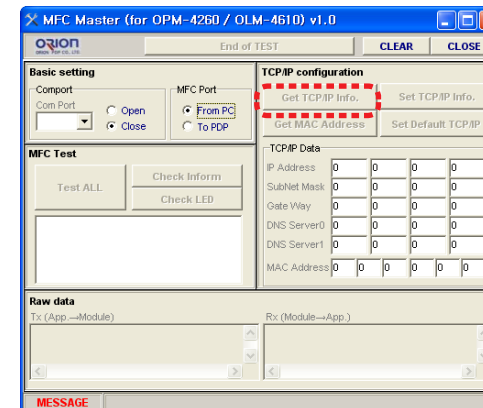 MFC Master (for OPM-4260 / OLM-4610) v1.0
ORION
End of TEST
CLEAR
CLOSE
Basic setting
Comport
Com Port
Open
Close
MFC Port
From PC
To PDP
TCP/IP configuration
Get TCP/IP Info.
Set TCP/IP Info.
Get MAC Address
Set Default TCP/IP
MFC Test
Test ALL
Check Inform
Check LED
TCP/IP Data
IP Address 0 0 0 0
SubNet Mask 0 0 0 0
Gate Way 0 0 0 0
DNS Server0 0 0 0 0
DNS Server1 0 0 0 0
MAC Address 0 0 0 0 0
Raw data
Tx (App.→Module)
Rx (Module→App.)
MESSAGE